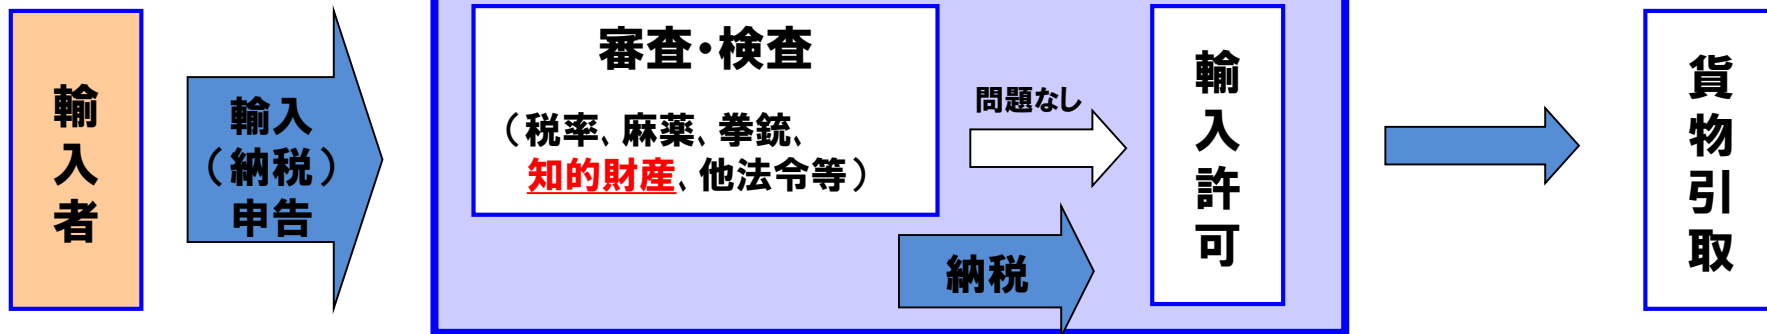 輸入者
輸入
（納税）
申告
審査・検査
（税率、麻薬、拳銃、
知的財産、他法令等）
問題なし
納税
輸入許可
貨物引取